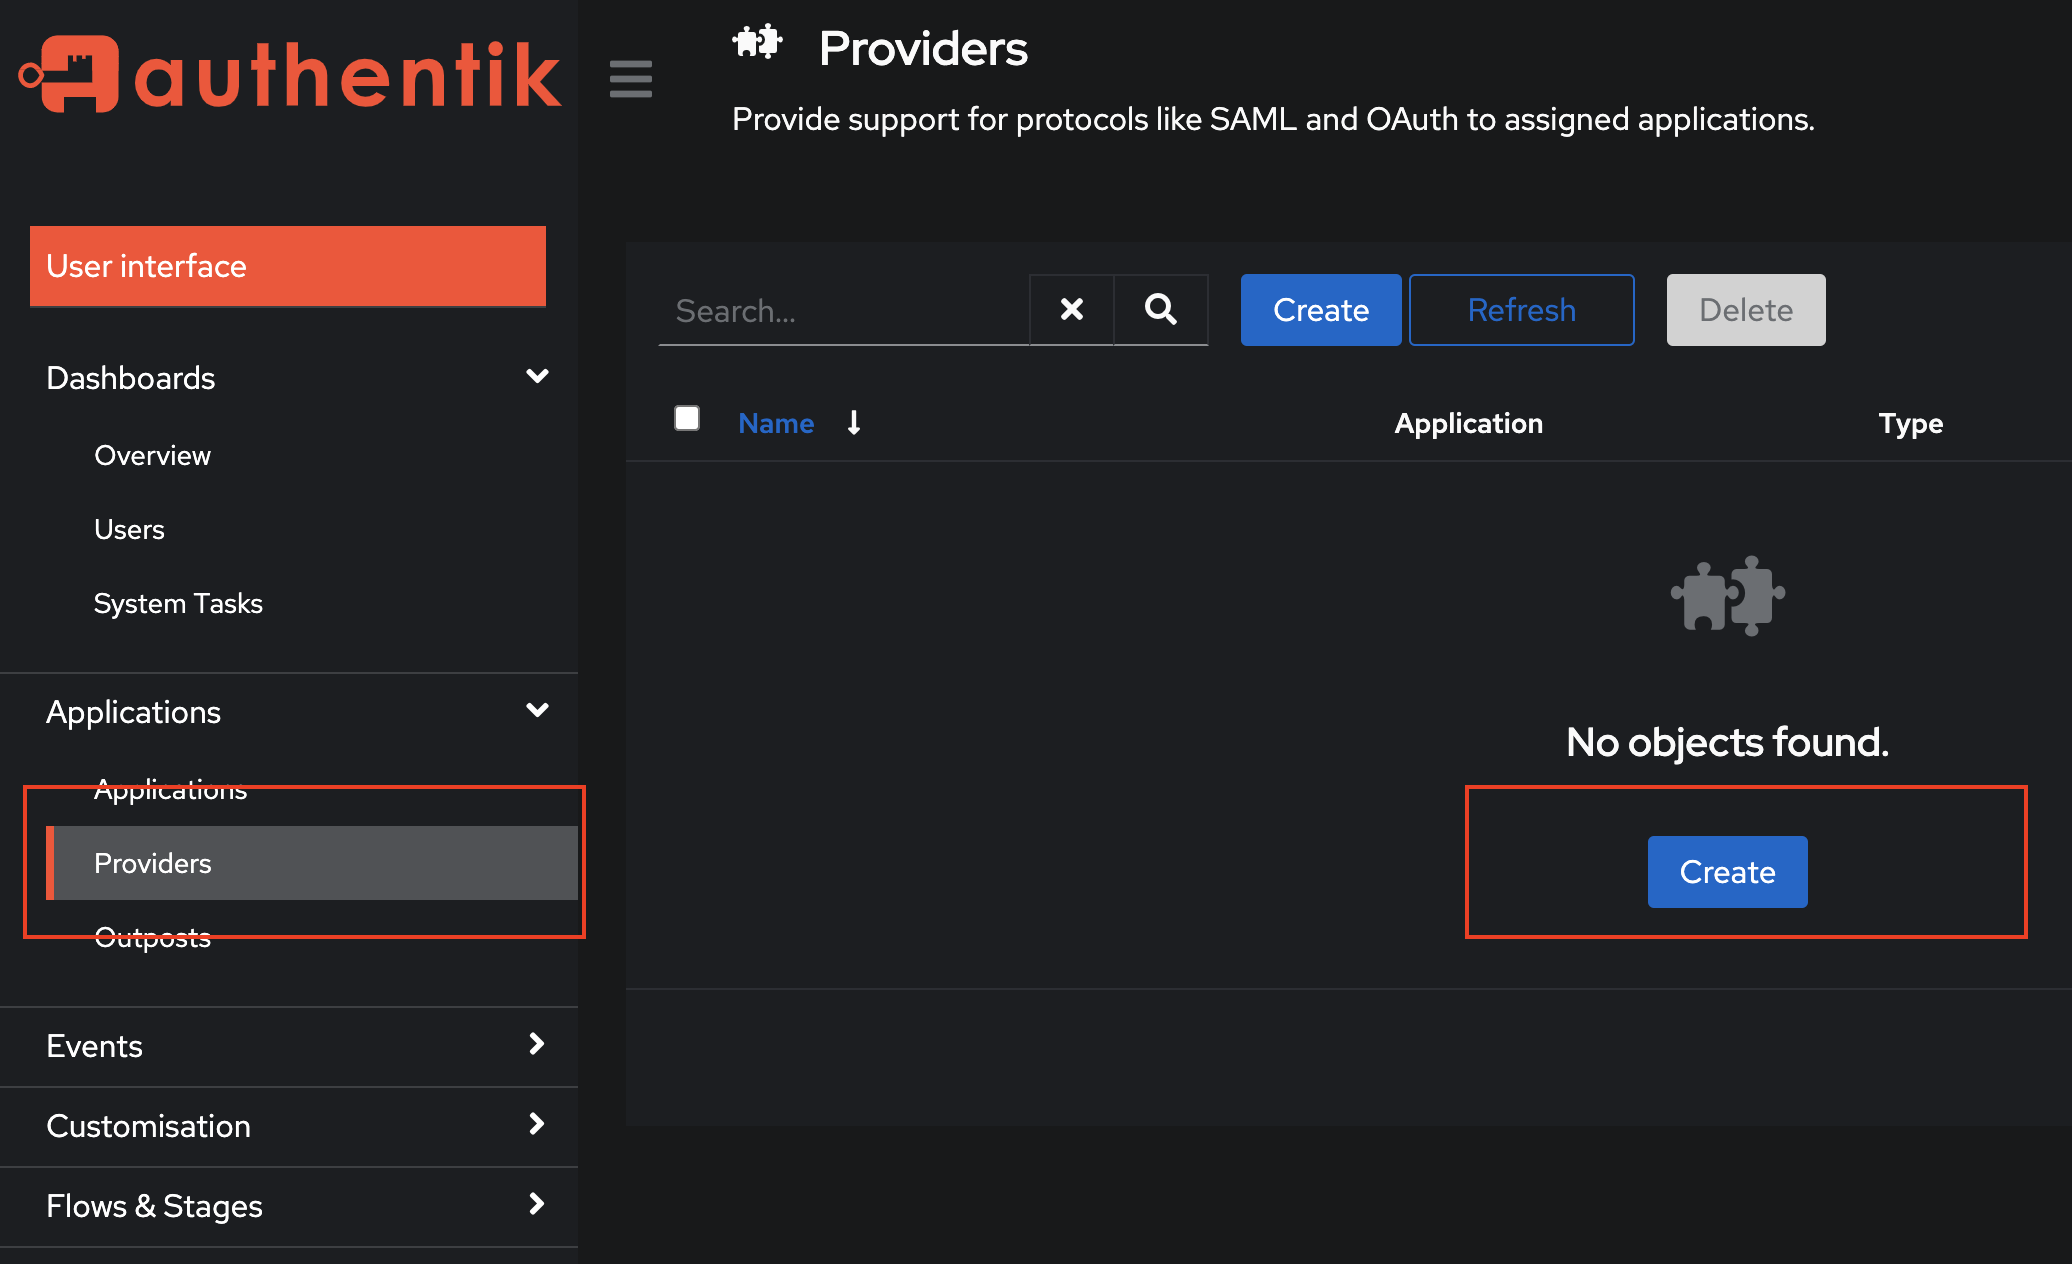 authentik
User interface
Dashboards
Overview
Users
System Tasks
Applications
Applications
Providers
Outposts
Events
Customisation
Flows & Stages
Providers
Provide support for protocols like SAML and OAuth to assigned applications.
Search...
Create
Refresh
Delete
Name
Application
Type
No objects found.
Create